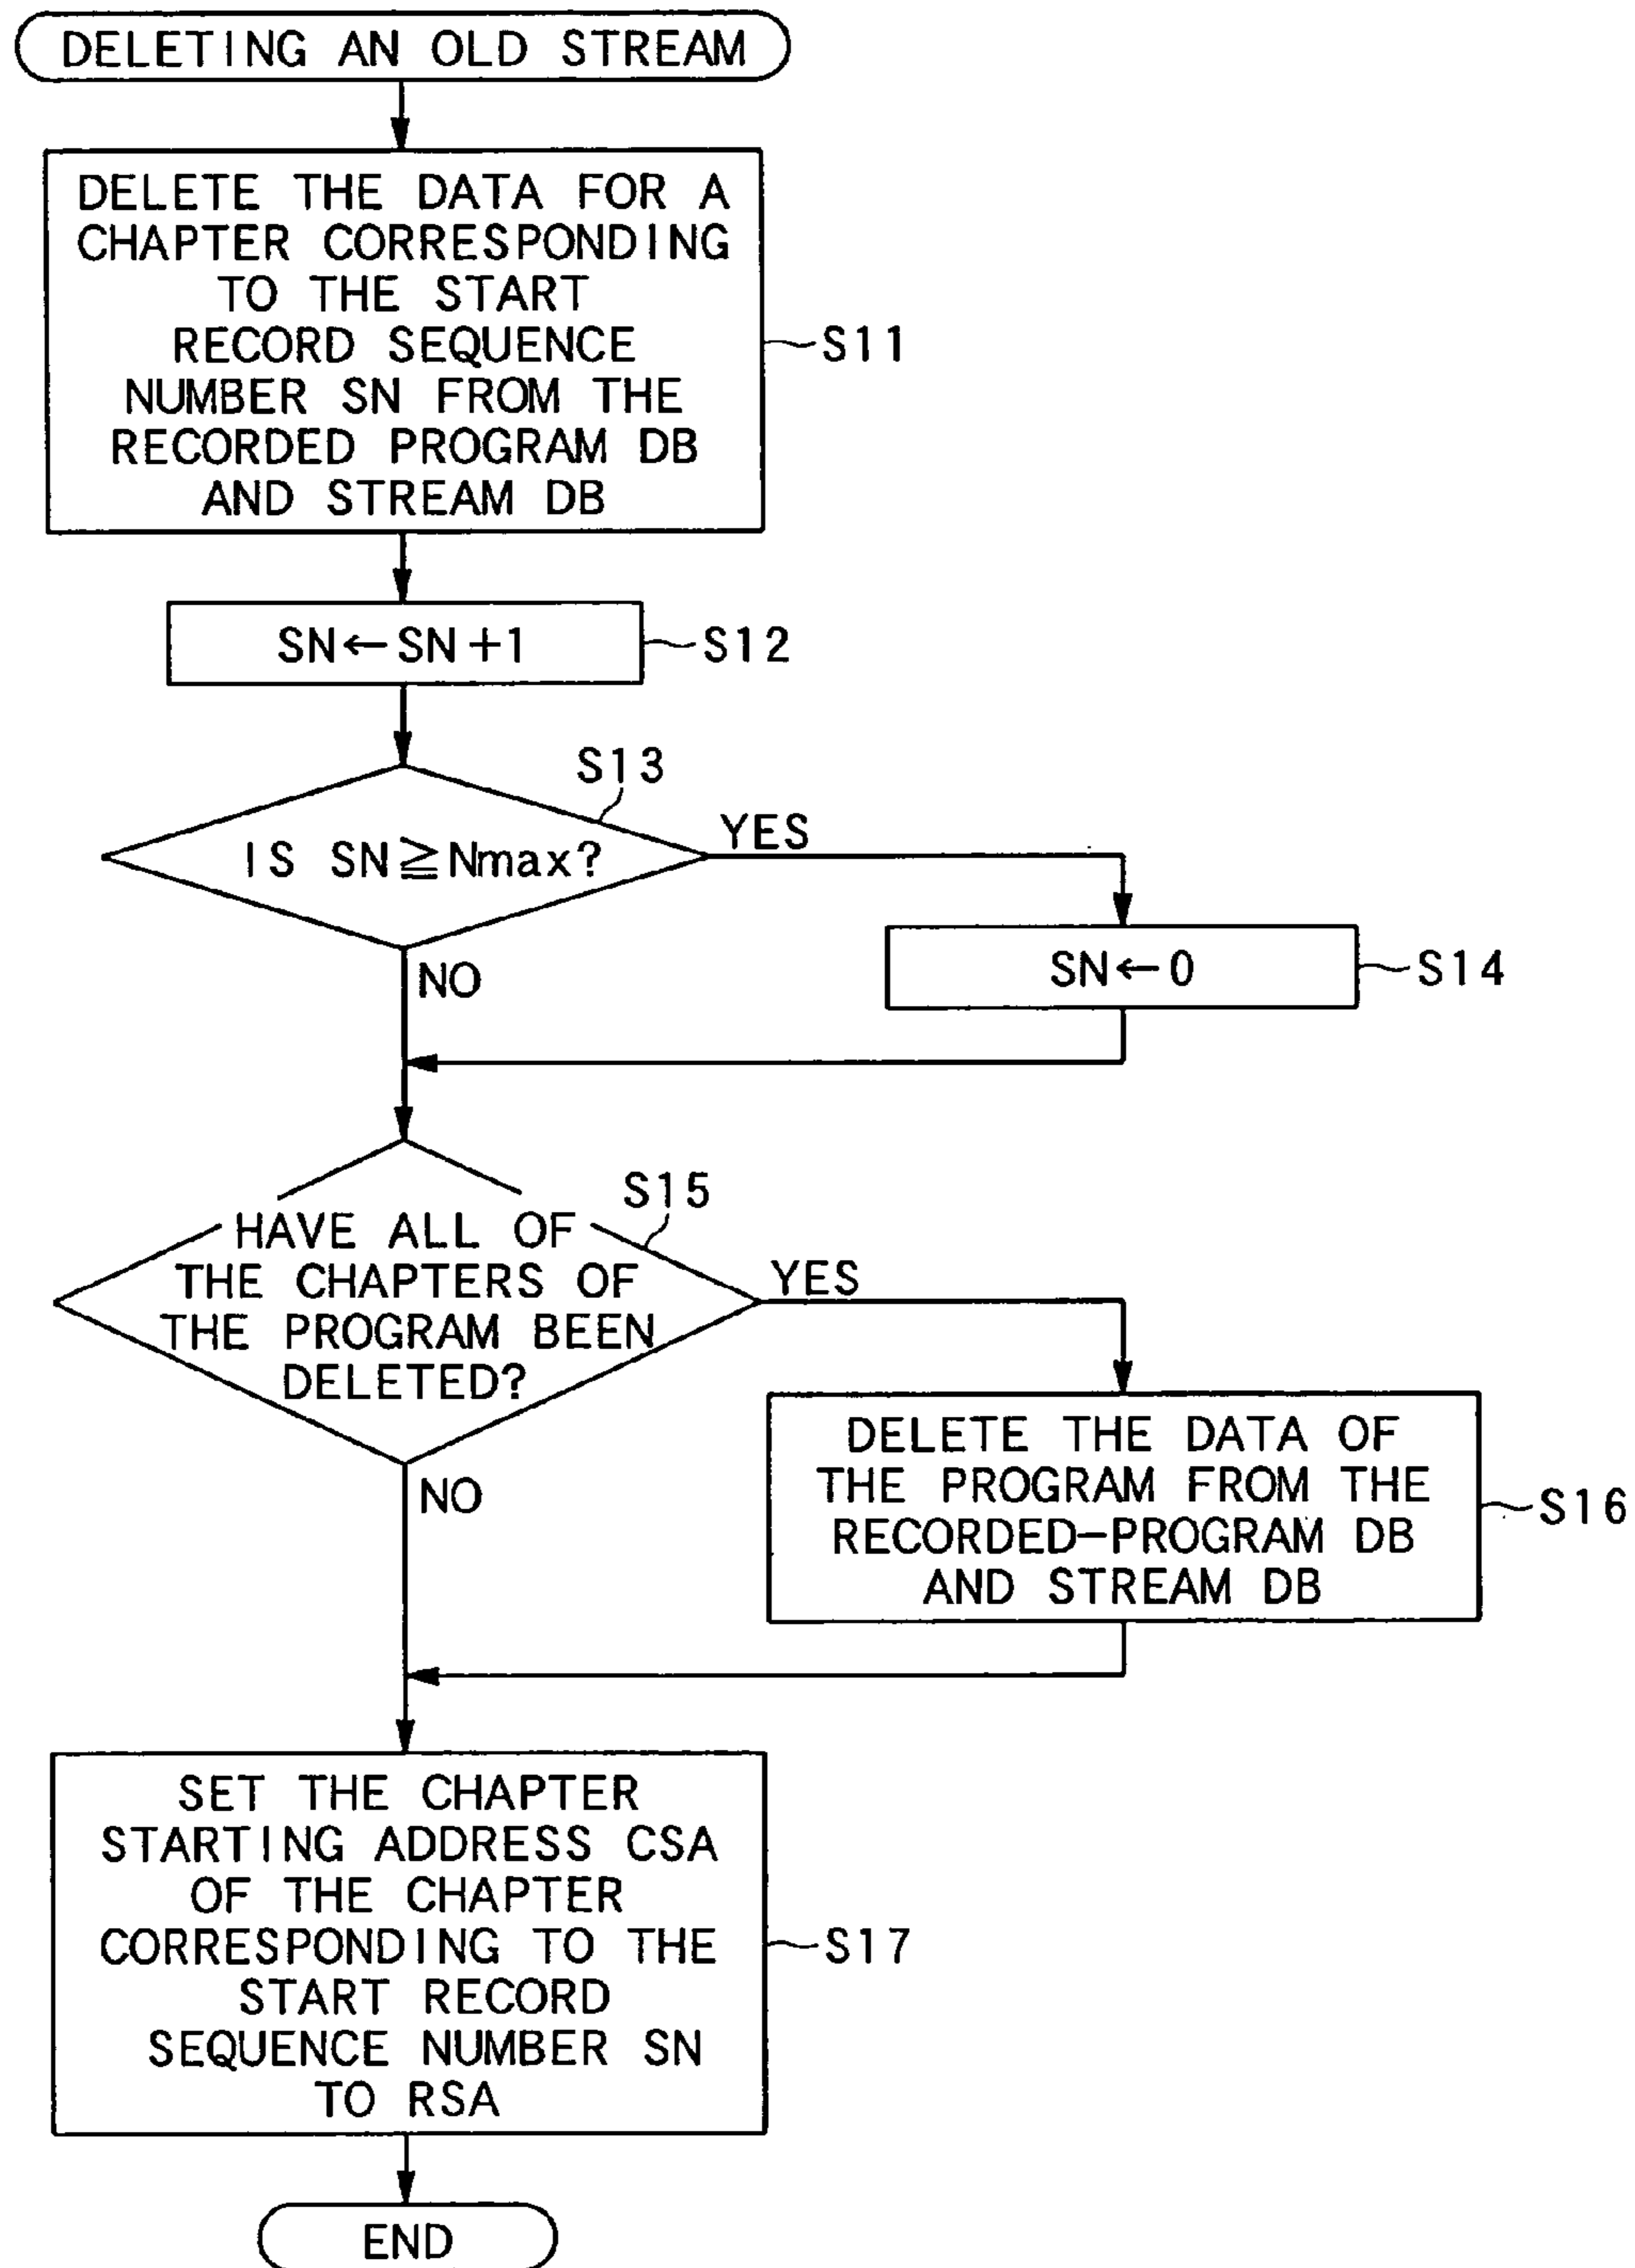 DELETING AN OLD STREAM
DELETE THE DATA FOR A
CHAPTER CORRESPONDING
TO THE START
RECORD SEQUENCE
NUMBER SN FROM THE
RECORDED PROGRAM DB
AND STREAM DB
S11
SN←SN+1
S12
S13
IS SN≧Nmax?
YES
NO
SN←0
S14
S15
HAVE ALL OF
THE CHAPTERS OF
THE PROGRAM BEEN
DELETED?
YES
NO
DELETE THE DATA OF
THE PROGRAM FROM THE
RECORDED-PROGRAM DB
AND STREAM DB
S16
SET THE CHAPTER
STARTING ADDRESS CSA
OF THE CHAPTER
CORRESPONDING TO THE
START RECORD
SEQUENCE NUMBER SN
TO RSA
S17
END